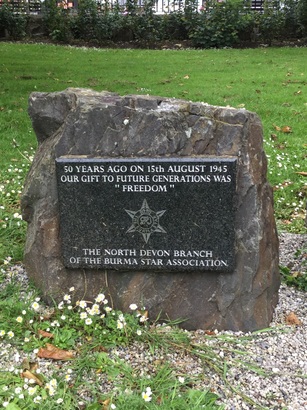 50 YEARS AGO ON 15th AUGUST 1945
OUR GIFT TO FUTURE GENERATIONS WAS
" FREEDOM "
THE NORTH DEVON BRANCH
OF THE BURMA STAR ASSOCIATION